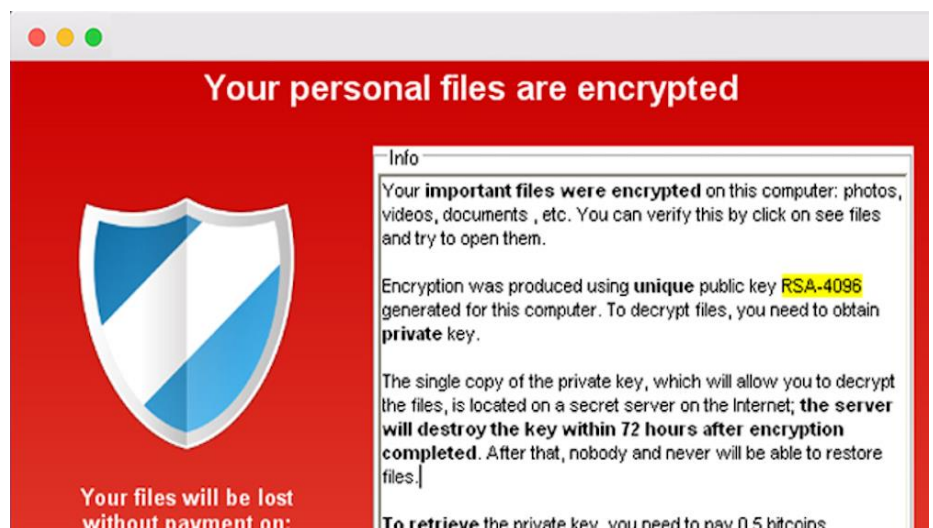 Your personal files are encrypted
Info
Your important files were encrypted on this computer: photos,
videos, documents , etc. You can verify this by click on see files
and try to open them.
Encryption was produced using unique public key RSA-4096
generated for this computer. To decrypt files, you need to obtain
private key.
The single copy of the private key, which will allow you to decrypt
the files, is located on a secret server on the Internet; the server
will destroy the key within 72 hours after encryption
completed. After that, nobody and never will be able to restore
files.
Your files will be lost
without payment on:
To retrieve the private key, you need to pay 0.5 bitcoins